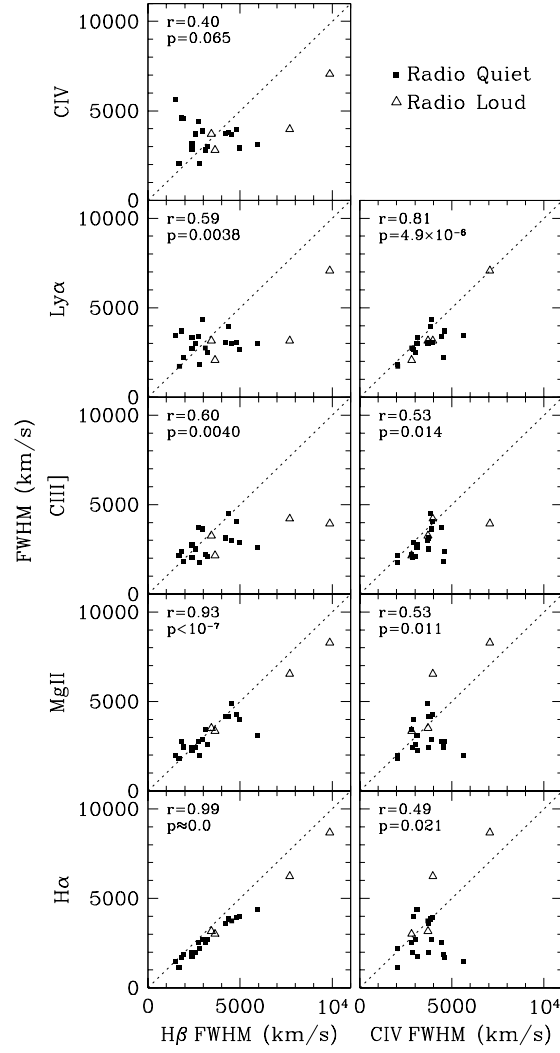 10000
r=0.40
p=0.065
CIV
5000
0
Radio Quiet
Radio Loud
10000
r=0.59
p=0.0038
Lyα
5000
0
r=0.81
p=4.9×10⁻⁶
10000
r=0.60
p=0.0040
FWHM (km/s)
CIII]
5000
0
r=0.53
p=0.014
10000
r=0.93
p<10⁻⁷
MgII
5000
0
r=0.53
p=0.011
10000
r=0.99
p≈0.0
Hα
5000
0
r=0.49
p=0.021
0 5000 10⁴
0 5000 10⁴
Hβ FWHM (km/s)
CIV FWHM (km/s)